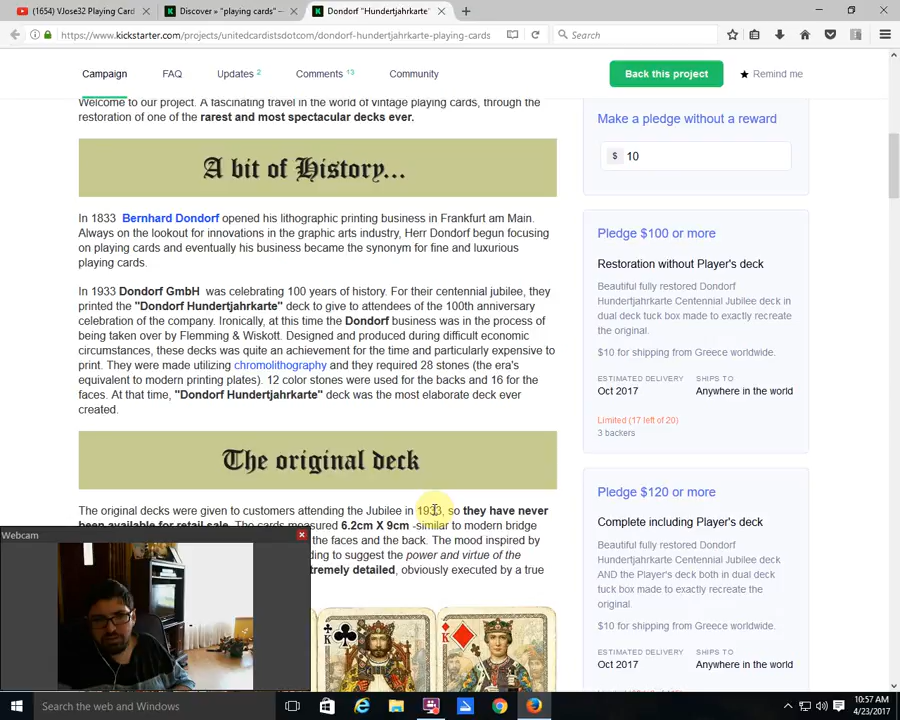 (1654) VJose32 Playing Card
Discover » "playing cards" —
Dondorf "Hundertjahrkarte"
https://www.kickstarter.com/projects/unitedcardistsdotcom/dondorf-hundertjahrkarte-playing-cards
Search
Campaign
FAQ
Updates 2
Comments 13
Community
Back this project
Remind me
Welcome to our project. A fascinating travel in the world of vintage playing cards, through the
restoration of one of the rarest and most spectacular decks ever.
A bit of History...
In 1833 Bernhard Dondorf opened his lithographic printing business in Frankfurt am Main.
Always on the lookout for innovations in the graphic arts industry, Herr Dondorf begun focusing
on playing cards and eventually his business became the synonym for fine and luxurious
playing cards.
In 1933 Dondorf GmbH was celebrating 100 years of history. For their centennial jubilee, they
printed the "Dondorf Hundertjahrkarte" deck to give to attendees of the 100th anniversary
celebration of the company. Ironically, at this time the Dondorf business was in the process of
being taken over by Flemming & Wiskott. Designed and produced during difficult economic
circumstances, these decks was quite an achievement for the time and particularly expensive to
print. They were made utilizing chromolithography and they required 28 stones (the era's
equivalent to modern printing plates). 12 color stones were used for the backs and 16 for the
faces. At that time, "Dondorf Hundertjahrkarte" deck was the most elaborate deck ever
created.
The original deck
The original decks were given to customers attending the Jubilee in 1933, so they have never
been available for retail sale. The cards measured 6.2cm X 9cm -similar to modern bridge
the faces and the back. The mood inspired by
ding to suggest the power and virtue of the
tremely detailed, obviously executed by a true
K
K
Make a pledge without a reward
$ 10
Pledge $100 or more
Restoration without Player's deck
Beautiful fully restored Dondorf
Hundertjahrkarte Centennial Jubilee deck in
dual deck tuck box made to exactly recreate
the original.
$10 for shipping from Greece worldwide.
ESTIMATED DELIVERY
Oct 2017
SHIPS TO
Anywhere in the world
Limited (17 left of 20)
3 backers
Pledge $120 or more
Complete including Player's deck
Beautiful fully restored Dondorf
Hundertjahrkarte Centennial Jubilee deck
AND the Player's deck both in dual deck
tuck box made to exactly recreate the
original.
$10 for shipping from Greece worldwide.
ESTIMATED DELIVERY
Oct 2017
SHIPS TO
Anywhere in the world
Webcam
Search the web and Windows
10:57 AM
4/23/2017